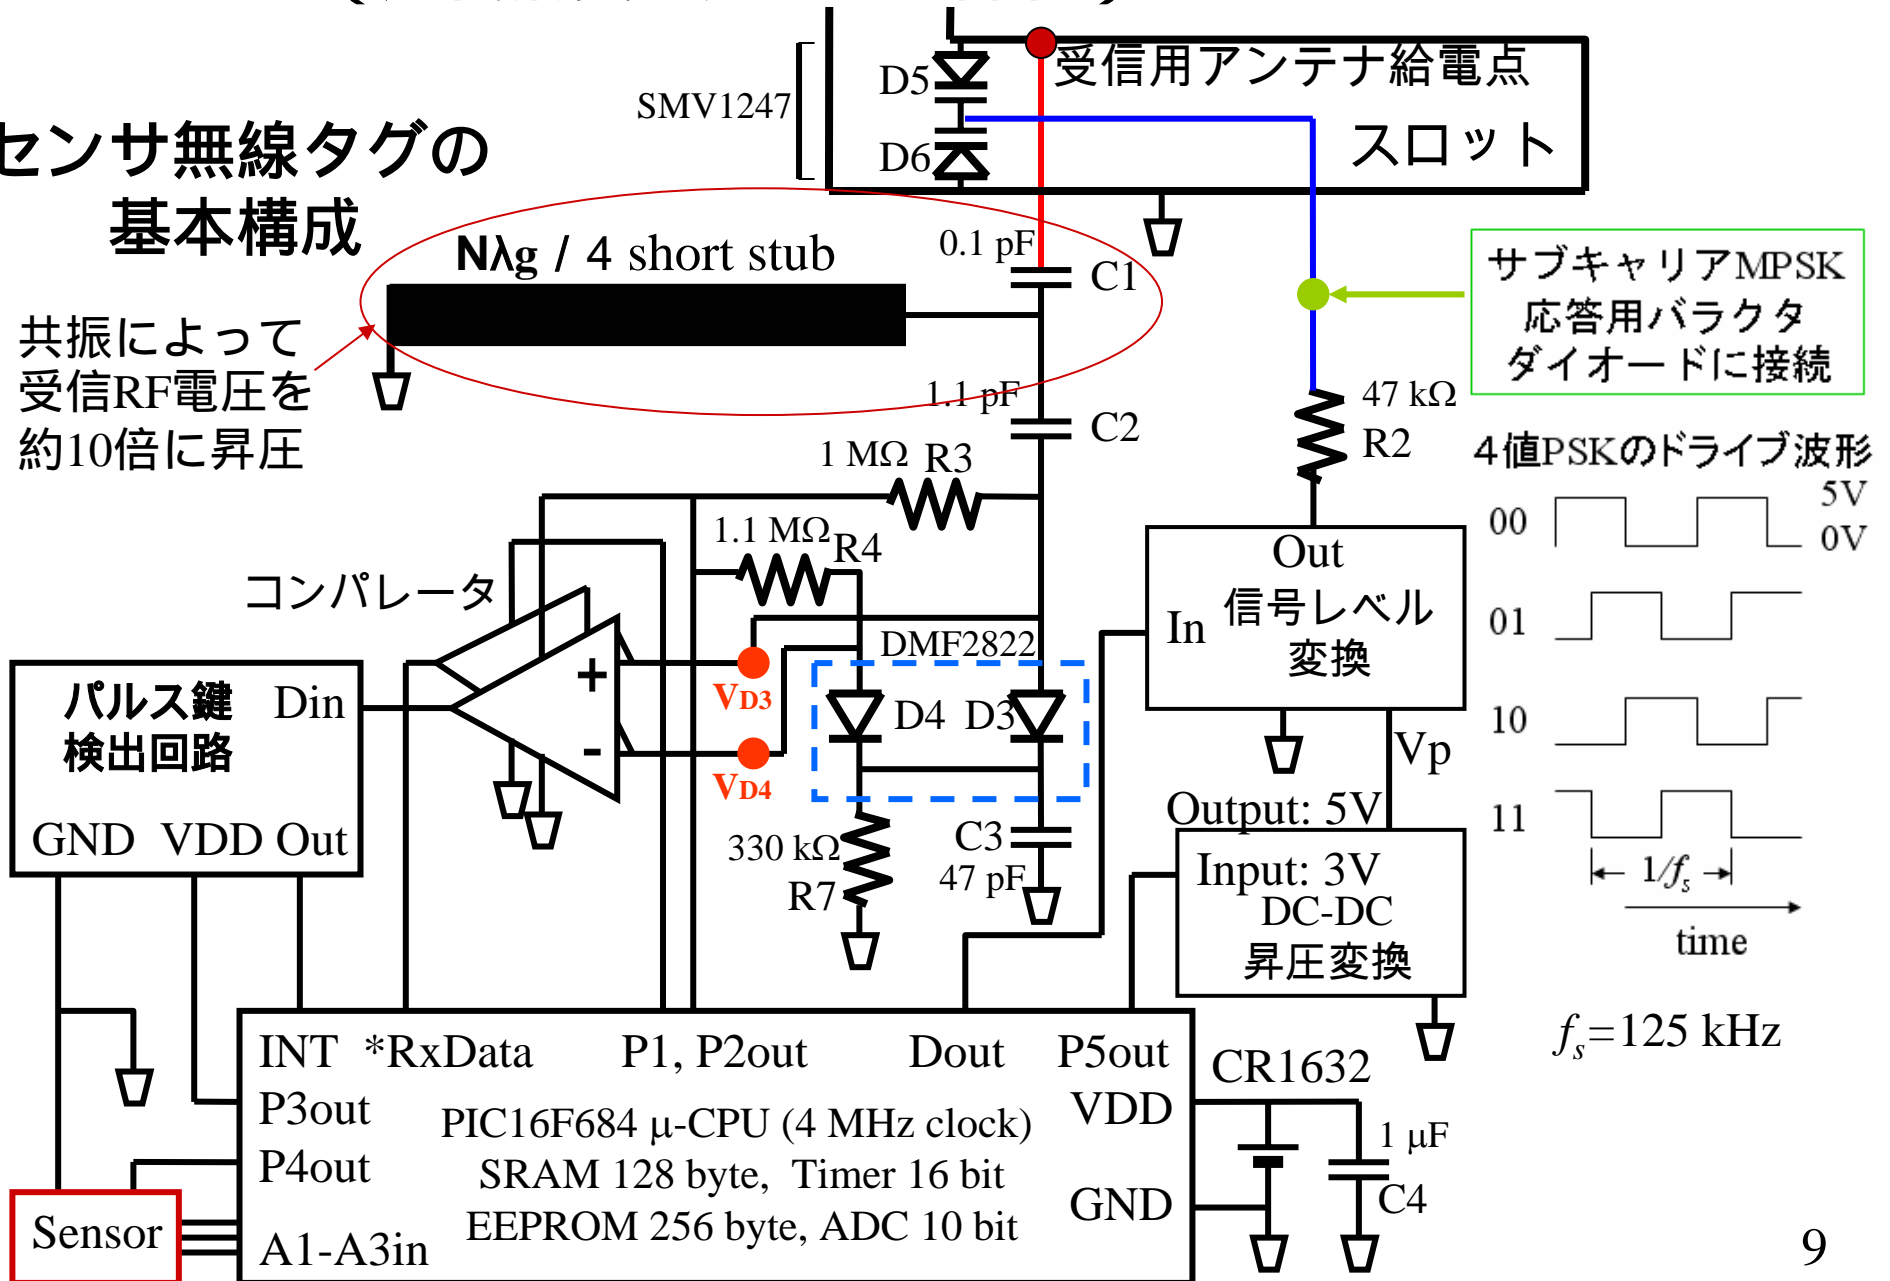 受信用アンテナ給電点
D5
SMV1247
スロット
D6
センサ無線タグの
基本構成
Nλg / 4 short stub
0.1 pF
C1
サブキャリアMPSK
応答用バラクタ
ダイオードに接続
共振によって
受信RF電圧を
約10倍に昇圧
1.1 pF
C2
47 kΩ
R2
1 MΩ R3
4値PSKのドライブ波形
5V
0V
00
01
10
11
1/fs
time
fs=125 kHz
1.1 MΩ
R4
コンパレータ
Out
In 信号レベル
変換
DMF2822
+
-
VD3
VD4
D4 D3
パルス鍵
検出回路
Din
GND VDD Out
Vp
Output: 5V
Input: 3V
DC-DC
昇圧変換
330 kΩ
R7
C3
47 pF
INT *RxData P1, P2out Dout P5out
P3out
P4out
A1-A3in
PIC16F684 μ-CPU (4 MHz clock)
SRAM 128 byte, Timer 16 bit
EEPROM 256 byte, ADC 10 bit
VDD
GND
CR1632
1 μF
C4
Sensor
9